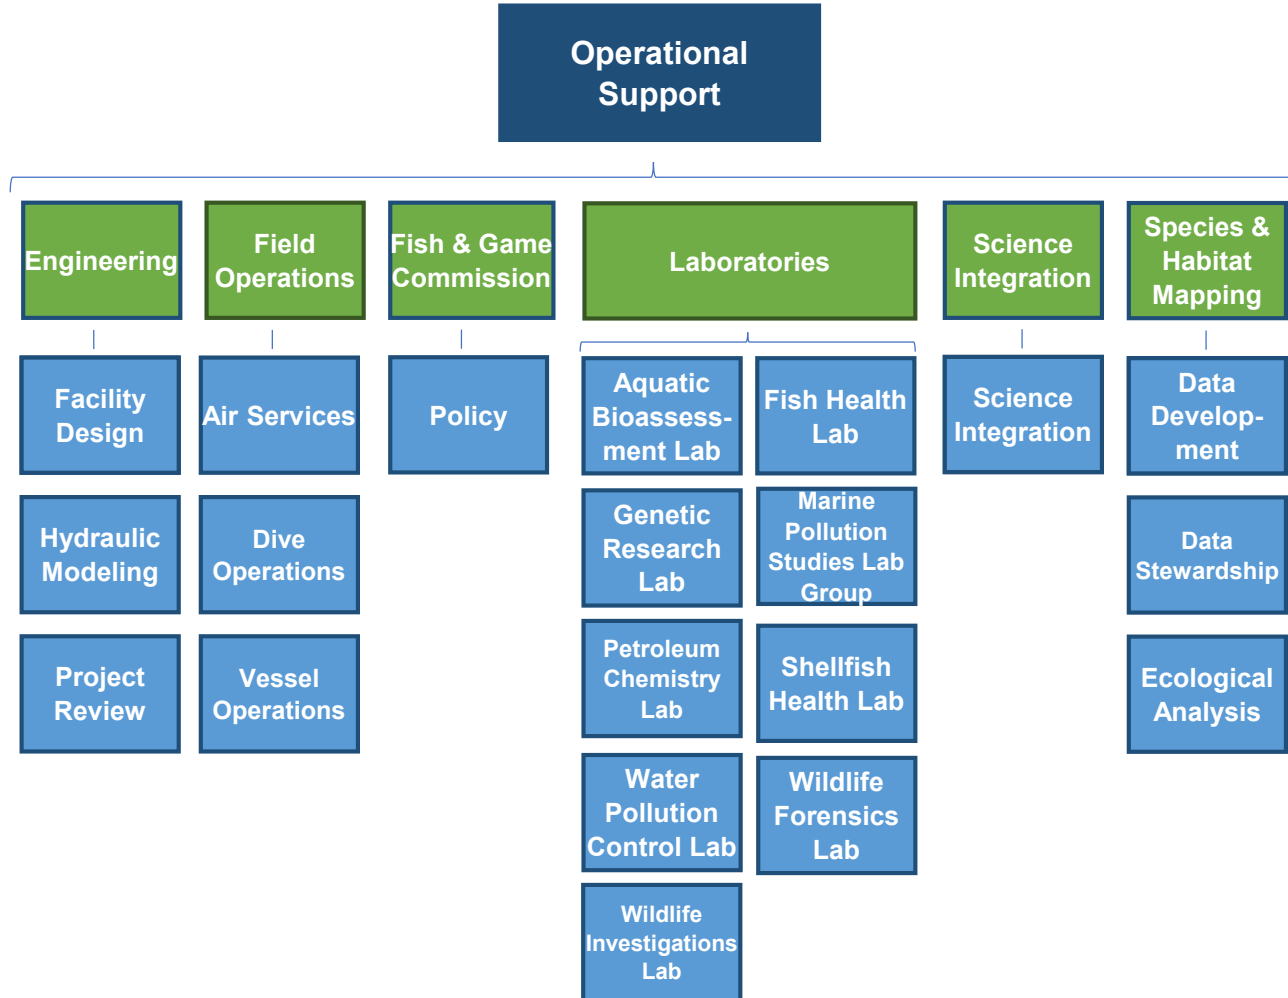 Operational
Support
Engineering
Field
Operations
Fish & Game
Commission
Laboratories
Science
Integration
Species &
Habitat
Mapping
Facility
Design
Air Services
Policy
Aquatic
Bioassess-
ment Lab
Fish Health
Lab
Science
Integration
Data
Develop-
ment
Hydraulic
Modeling
Dive
Operations
Genetic
Research
Lab
Marine
Pollution
Studies Lab
Group
Data
Stewardship
Project
Review
Vessel
Operations
Petroleum
Chemistry
Lab
Shellfish
Health Lab
Ecological
Analysis
Water
Pollution
Control Lab
Wildlife
Forensics
Lab
Wildlife
Investigations
Lab